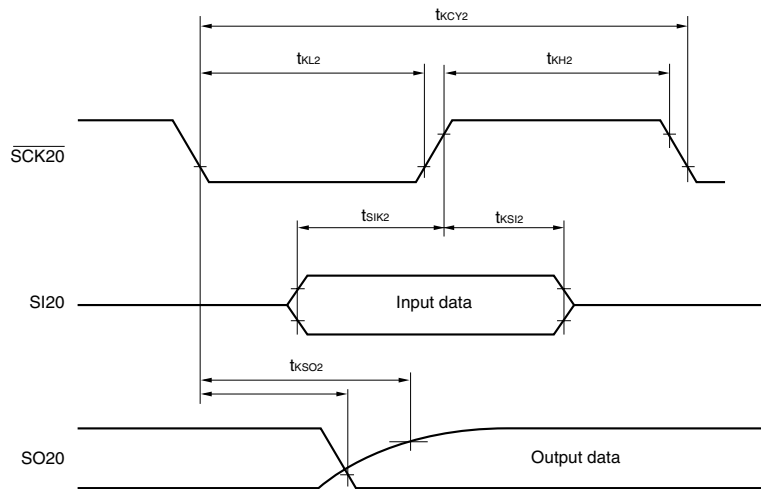 tKCY2
tKL2
tKH2
SCK20
tSIK2
tKSI2
SI20
Input data
tKSO2
SO20
Output data